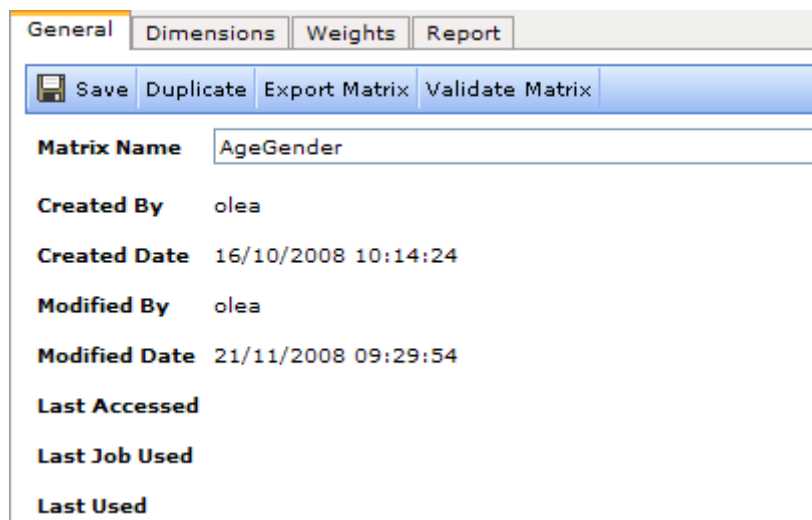 General Dimensions Weights Report
Save Duplicate Export Matrix Validate Matrix
Matrix Name AgeGender
Created By olea
Created Date 16/10/2008 10:14:24
Modified By olea
Modified Date 21/11/2008 09:29:54
Last Accessed
Last Job Used
Last Used